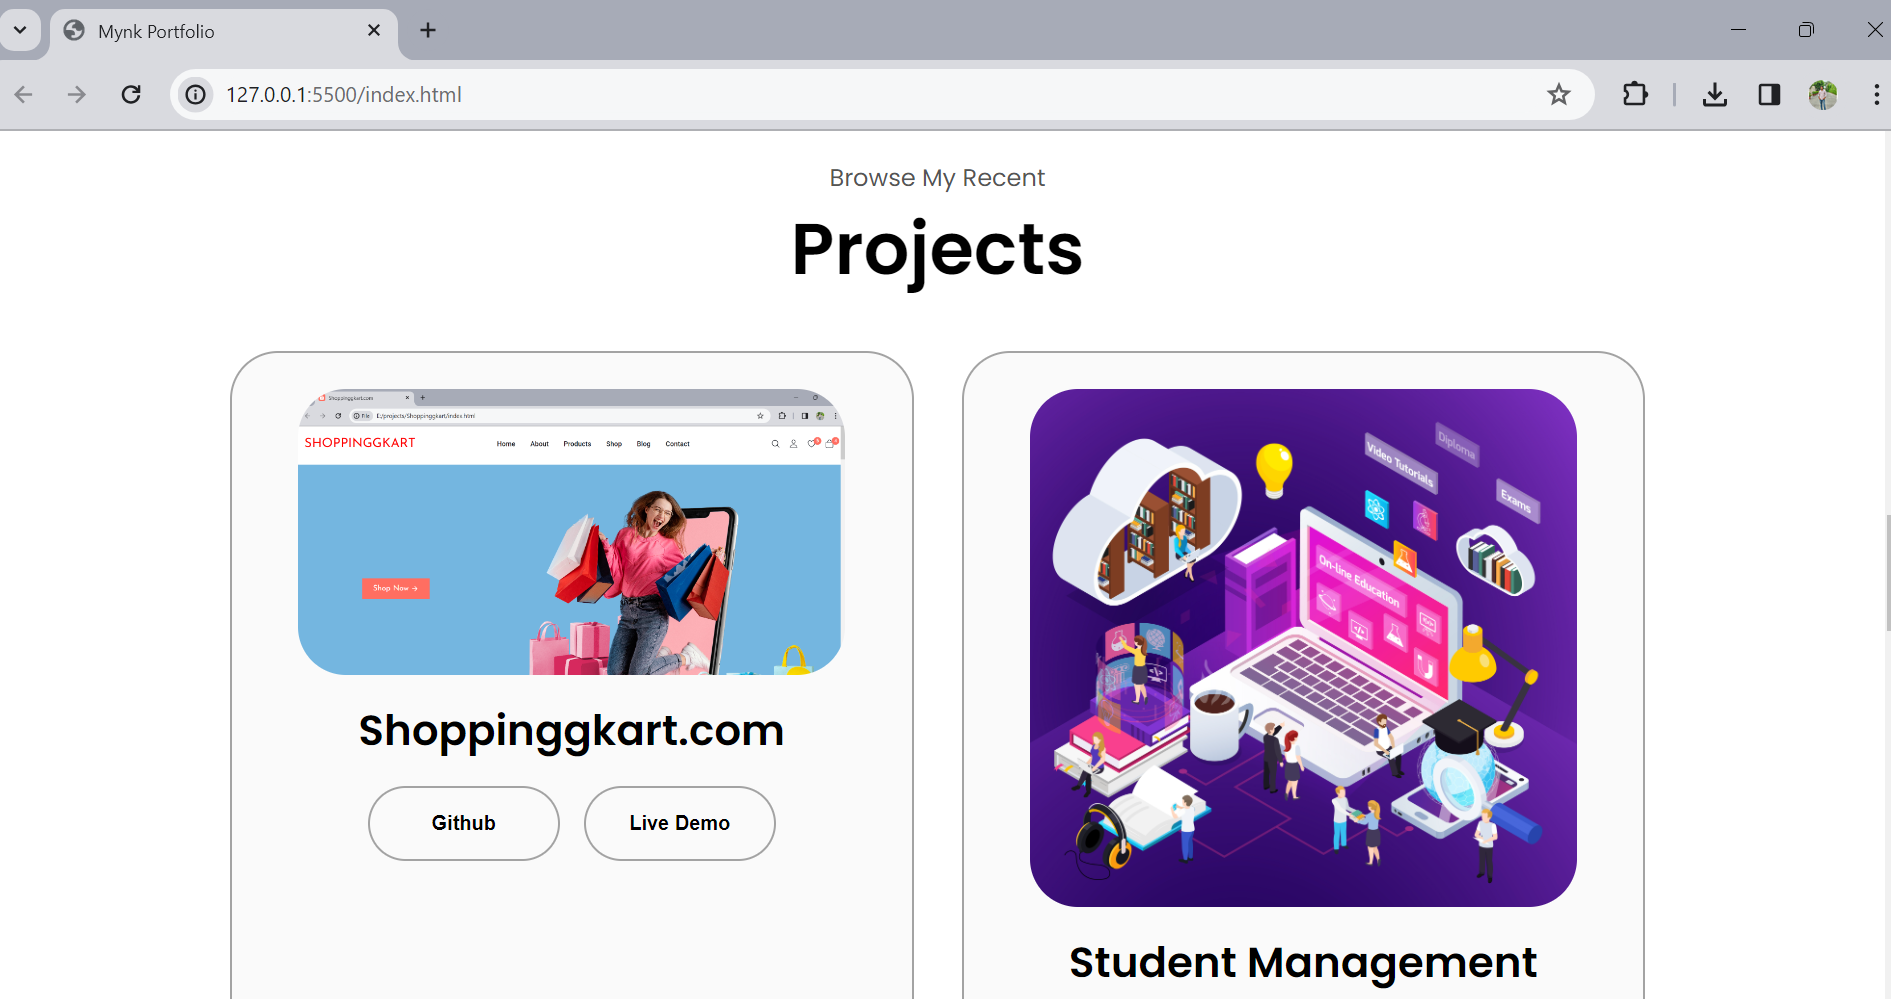 Mynk Portfolio
127.0.0.1:5500/index.html
Browse My Recent
Projects
Shoppinggkart.com
File E:/projects/Shoppinggkart/index.html
SHOPPINGGKART Home About Products Shop Blog Contact
Shop Now →
Shoppinggkart.com
Github Live Demo
Diploma
Video Tutorials
Exams
On-line Education
Student Management